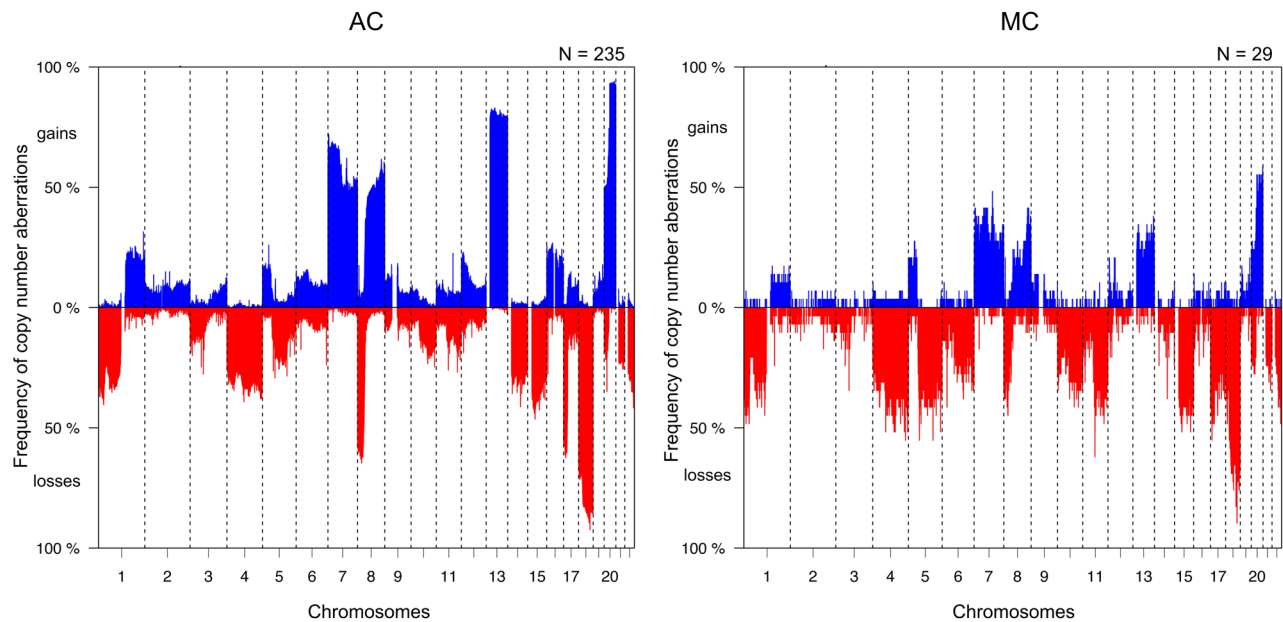 AC
N = 235
100 %
gains
50 %
0 %
50 %
losses
100 %
Frequency of copy number aberrations
1 2 3 4 5 6 7 8 9 11 13 15 17 20
Chromosomes
MC
N = 29
100 %
gains
50 %
0 %
50 %
losses
100 %
Frequency of copy number aberrations
1 2 3 4 5 6 7 8 9 11 13 15 17 20
Chromosomes